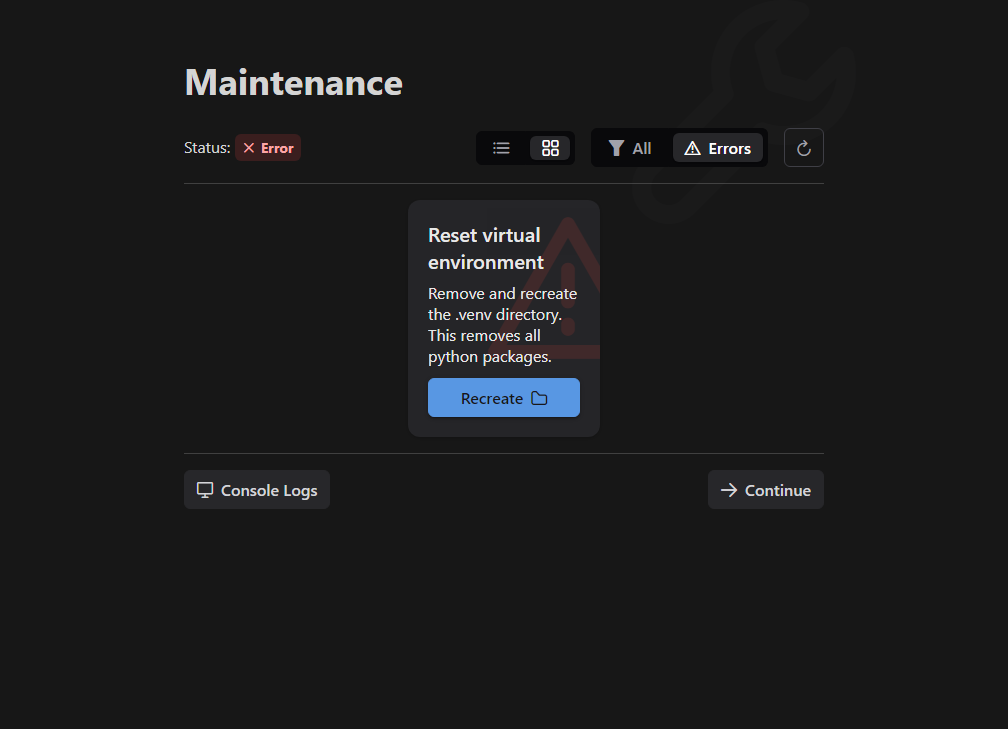 Maintenance
Status: Error
All
Errors
Reset virtual
environment
Remove and recreate
the .venv directory.
This removes all
python packages.
Recreate
Console Logs
Continue